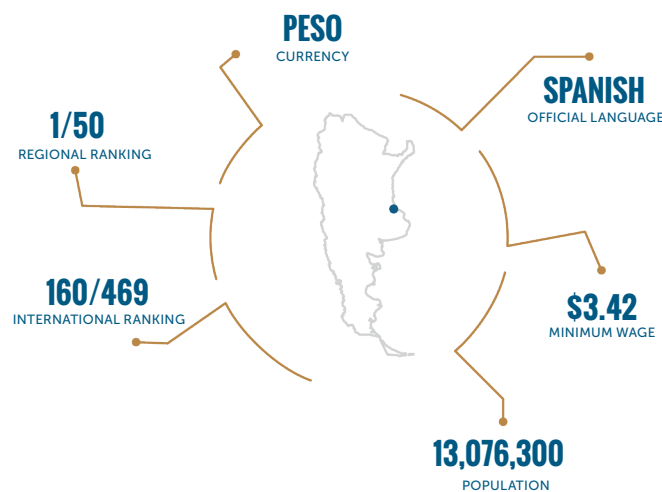 PESO
CURRENCY
SPANISH
OFFICIAL LANGUAGE
1/50
REGIONAL RANKING
160/469
INTERNATIONAL RANKING
$3.42
MINIMUM WAGE
13,076,300
POPULATION